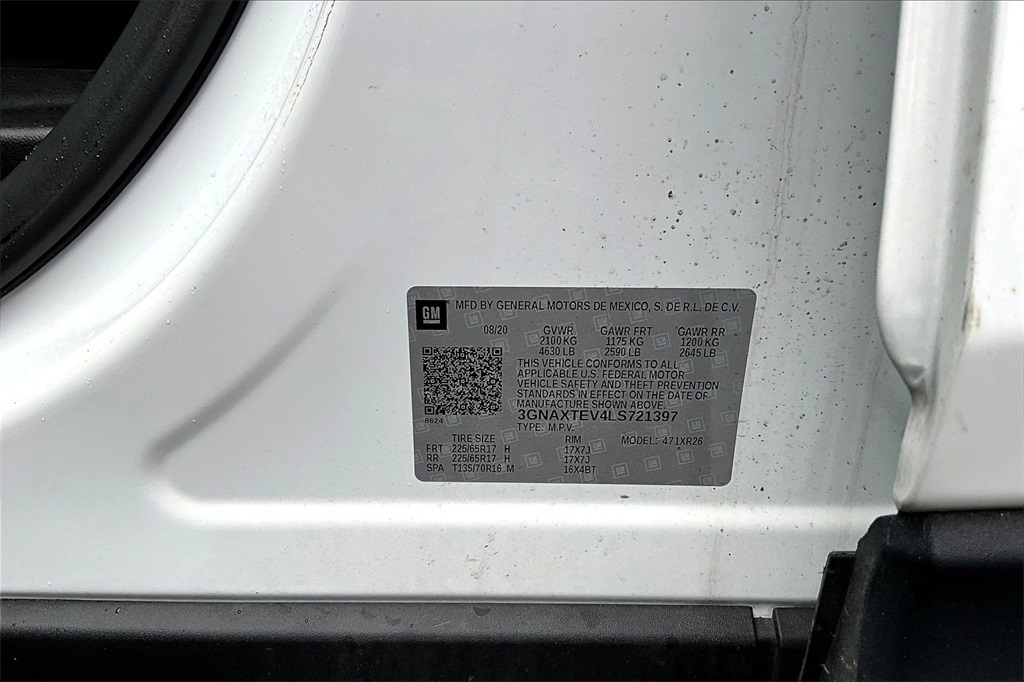 GM MFD BY GENERAL MOTORS DE MEXICO, S. DE R.L. DE C.V.
08/20 GVWR GAWR FRT GAWR RR
2100 KG 1175 KG 1200 KG
4630 LB 2590 LB 2645 LB
THIS VEHICLE CONFORMS TO ALL
APPLICABLE U.S. FEDERAL MOTOR
VEHICLE SAFETY AND THEFT PREVENTION
STANDARDS IN EFFECT ON THE DATE OF
MANUFACTURE SHOWN ABOVE.
8624 3GNAXTEV4LS721397
TYPE: M.P.V.
TIRE SIZE RIM MODEL: 471XR26
FRT 225/65R17 H 17X7J
RR 225/65R17 H 17X7J
SPA T135/70R16 M 16X4BT